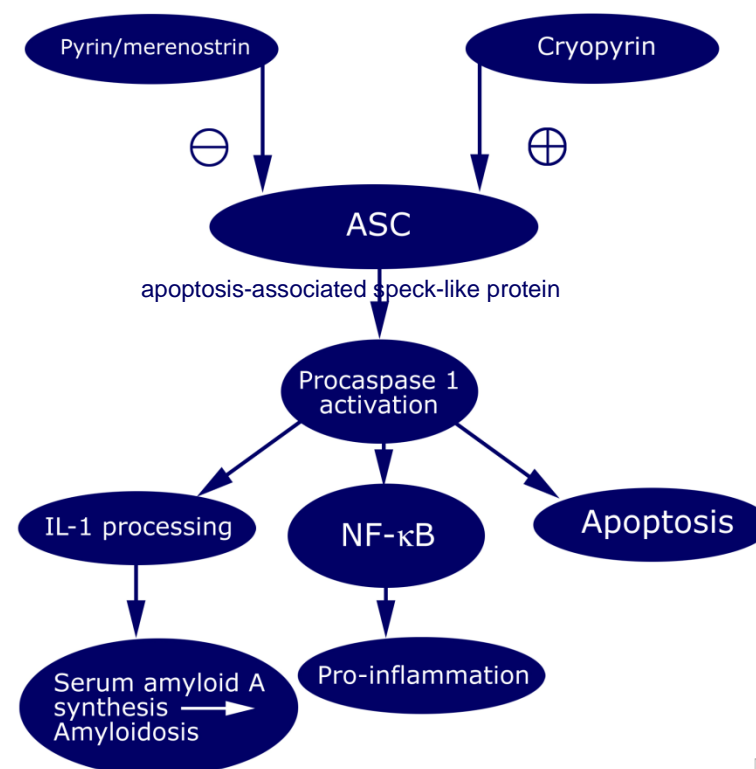 Pyrin/merenostrin
Cryopyrin
⊖
⊕
ASC
apoptosis-associated speck-like protein
Procaspase 1
activation
IL-1 processing
NF-κB
Apoptosis
Serum amyloid A
synthesis ⟶
Amyloidosis
Pro-inflammation